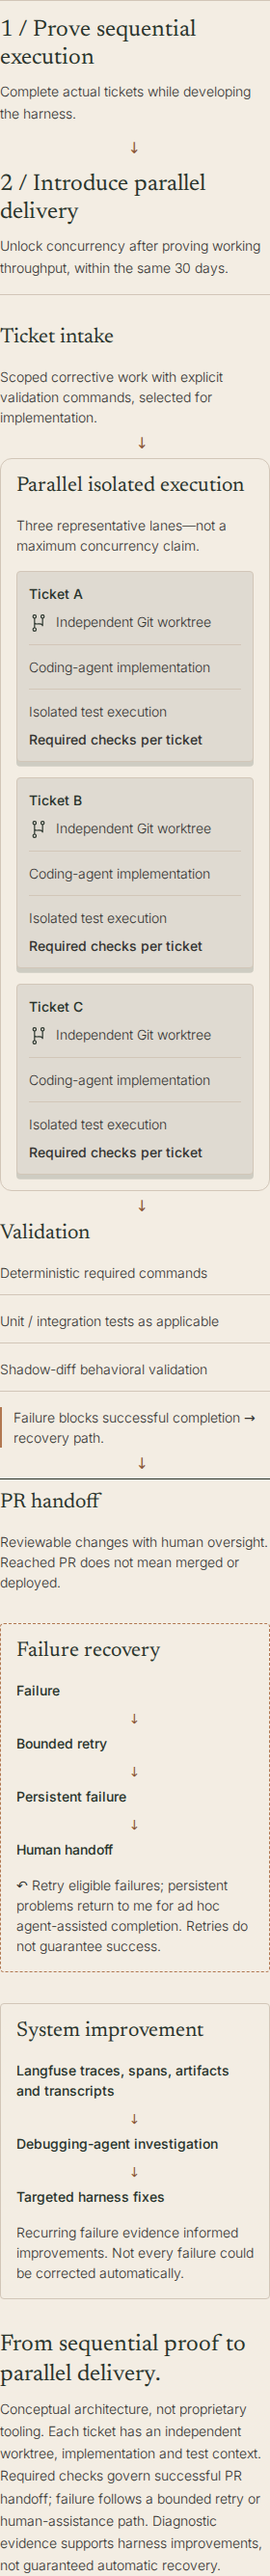 1 / Prove sequential
execution
Complete actual tickets while developing
the harness.
↓
2 / Introduce parallel
delivery
Unlock concurrency after proving working
throughput, within the same 30 days.
Ticket intake
Scoped corrective work with explicit
validation commands, selected for
implementation.
↓
Parallel isolated execution
Three representative lanes—not a
maximum concurrency claim.
Ticket A
Independent Git worktree
Coding-agent implementation
Isolated test execution
Required checks per ticket
Ticket B
Independent Git worktree
Coding-agent implementation
Isolated test execution
Required checks per ticket
Ticket C
Independent Git worktree
Coding-agent implementation
Isolated test execution
Required checks per ticket
↓
Validation
Deterministic required commands
Unit / integration tests as applicable
Shadow-diff behavioral validation
Failure blocks successful completion →
recovery path.
↓
PR handoff
Reviewable changes with human oversight.
Reached PR does not mean merged or
deployed.
Failure recovery
Failure
↓
Bounded retry
↓
Persistent failure
↓
Human handoff
↶ Retry eligible failures; persistent
problems return to me for ad hoc
agent-assisted completion. Retries do
not guarantee success.
System improvement
Langfuse traces, spans, artifacts
and transcripts
↓
Debugging-agent investigation
↓
Targeted harness fixes
Recurring failure evidence informed
improvements. Not every failure could
be corrected automatically.
From sequential proof to
parallel delivery.
Conceptual architecture, not proprietary
tooling. Each ticket has an independent
worktree, implementation and test context.
Required checks govern successful PR
handoff; failure follows a bounded retry or
human-assistance path. Diagnostic
evidence supports harness improvements,
not guaranteed automatic recovery.